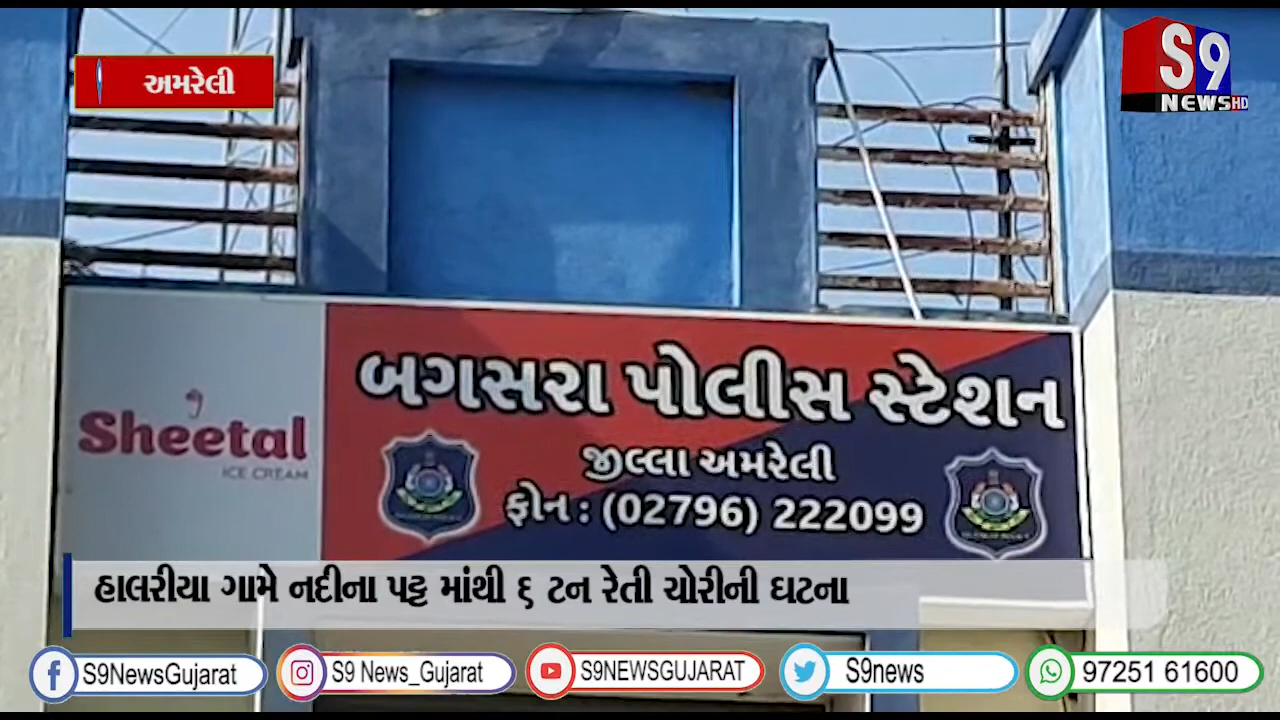 અમરેલી
S9
NEWS HD
બગસરા પોલીસ સ્ટેશન
જીલ્લા અમરેલી
ફોન : (02796) 222099
Sheetal
ICE CREAM
હાલરીયા ગામે નદીના પટ્ટ માંથી ૬ ટન રેતી ચોરીની ઘટના
S9NewsGujarat
S9 News_Gujarat
S9NEWSGUJARAT
S9news
97251 61600